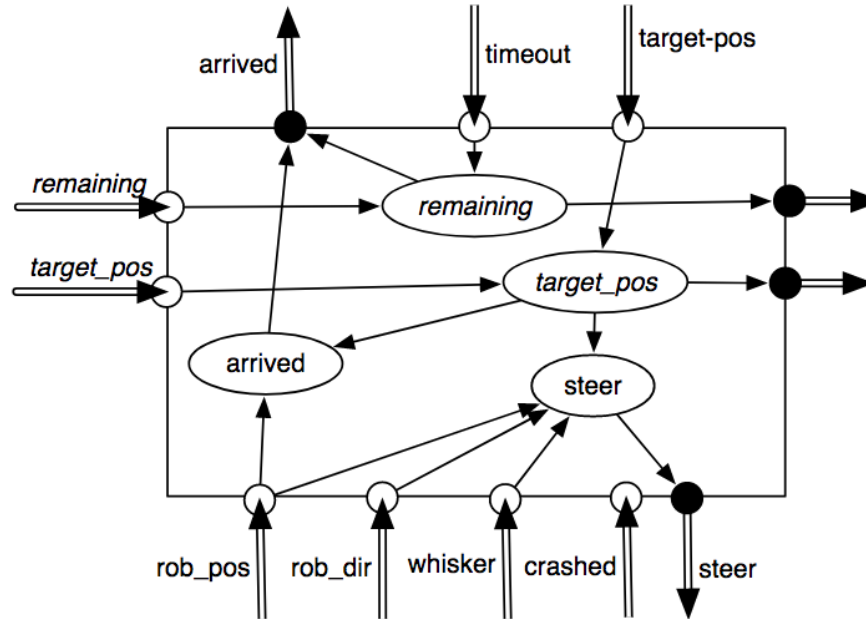 arrived
timeout
target-pos
remaining
remaining
target_pos
target_pos
arrived
steer
rob_pos
rob_dir
whisker
crashed
steer